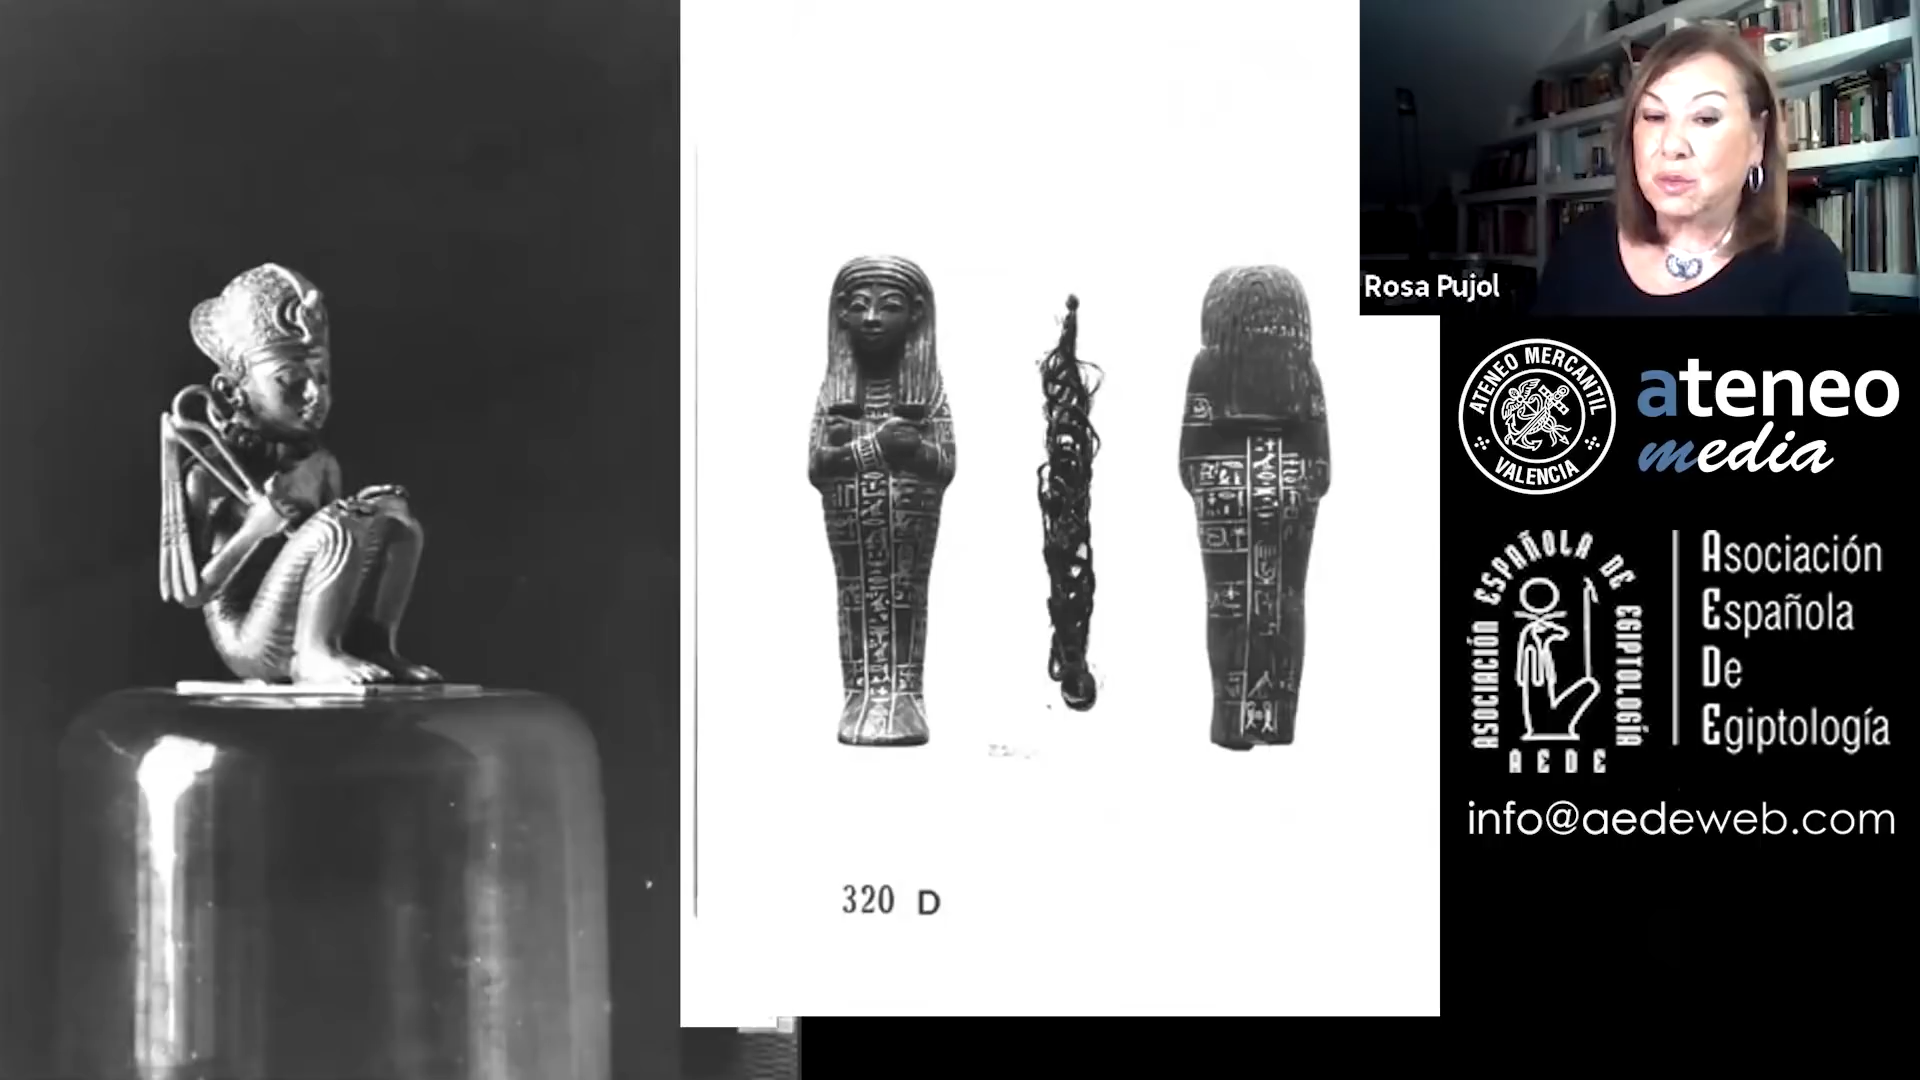 320 D
Rosa Pujol
ATENEO MERCANTIL
VALENCIA
ateneo
media
ASOCIACIÓN ESPAÑOLA DE EGIPTOLOGÍA
AEDE
Asociación
Española
De
Egiptología
info@aedeweb.com